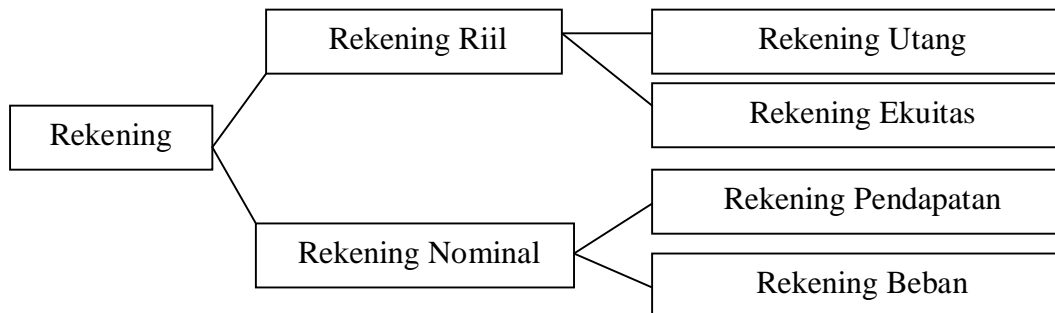 Rekening
Rekening Riil
Rekening Utang
Rekening Ekuitas
Rekening Nominal
Rekening Pendapatan
Rekening Beban